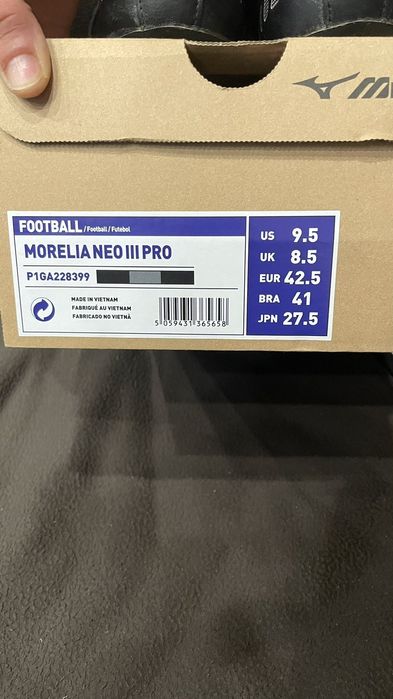 FOOTBALL / Football / Futebol
MORELIA NEO III PRO
P1GA228399
MADE IN VIETNAM
FABRIQUÉ AU VIETNAM
FABRICADO NO VIETNÃ
5 059431 365658
US 9.5
UK 8.5
EUR 42.5
BRA 41
JPN 27.5